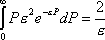 ∫₀^∞ Pε²e^{-εP}dP = 2/ε